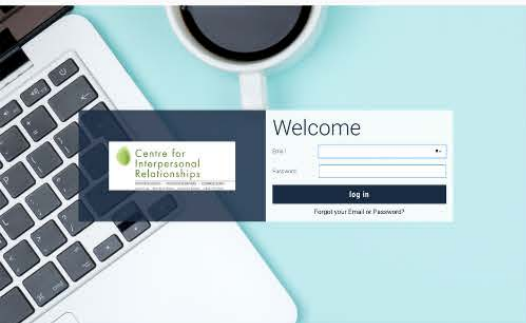 Centre for
Interpersonal
Relationships
Welcome
Email
Password
log in
Forgot your Email or Password?